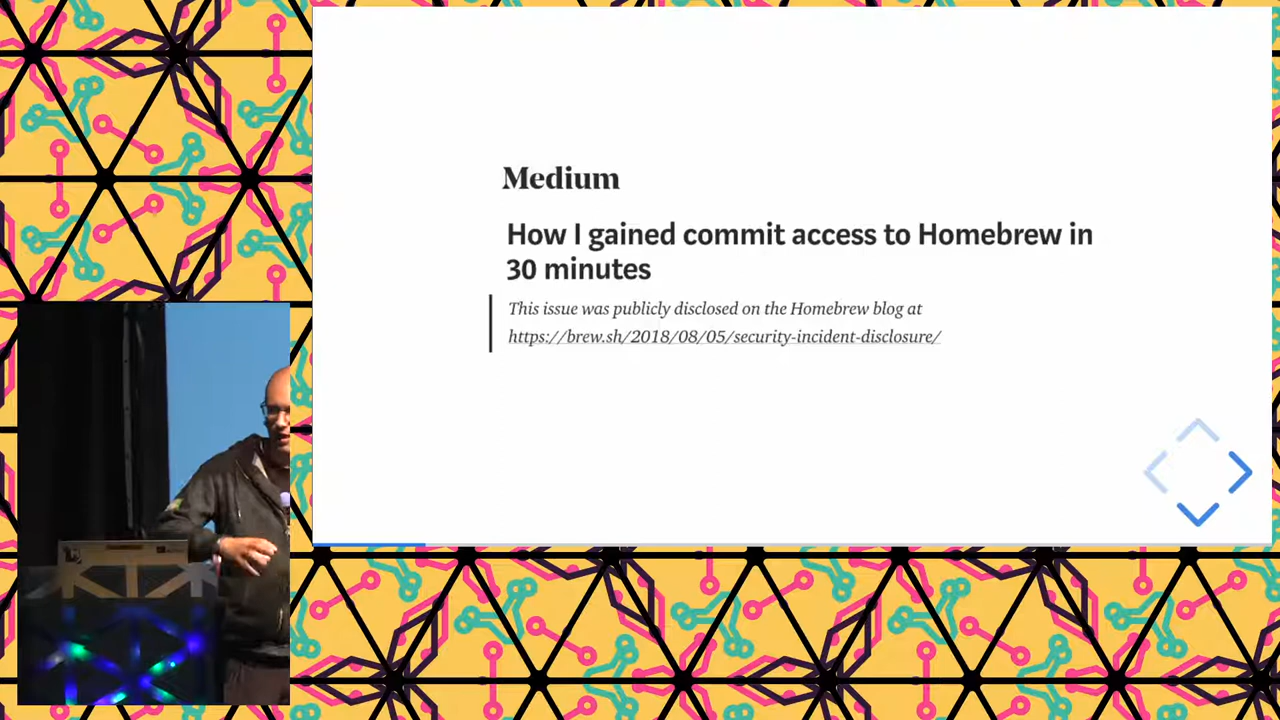 Medium
How I gained commit access to Homebrew in
30 minutes
This issue was publicly disclosed on the Homebrew blog at
https://brew.sh/2018/08/05/security-incident-disclosure/